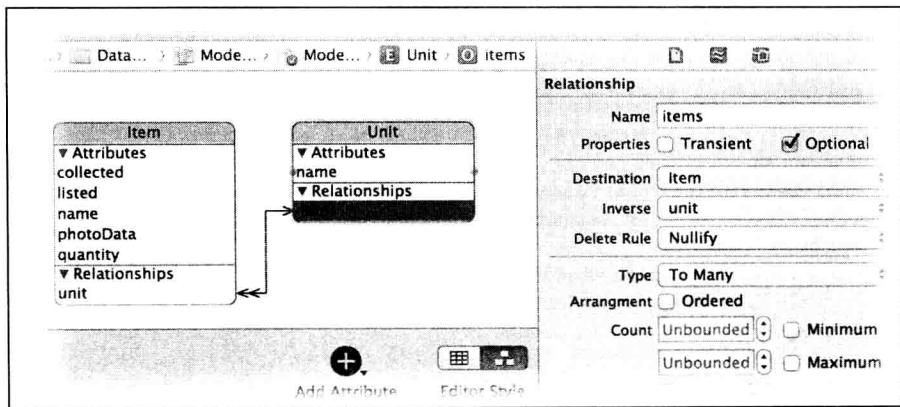 Data... › Mode... › Mode... › E Unit › items
Item
▼ Attributes
collected
listed
name
photoData
quantity
▼ Relationships
unit
Unit
▼ Attributes
name
▼ Relationships
Add Attribute
Editor Style
Relationship
Name items
Properties Transient Optional
Destination Item
Inverse unit
Delete Rule Nullify
Type To Many
Arrangment Ordered
Count Unbounded Minimum
Unbounded Maximum